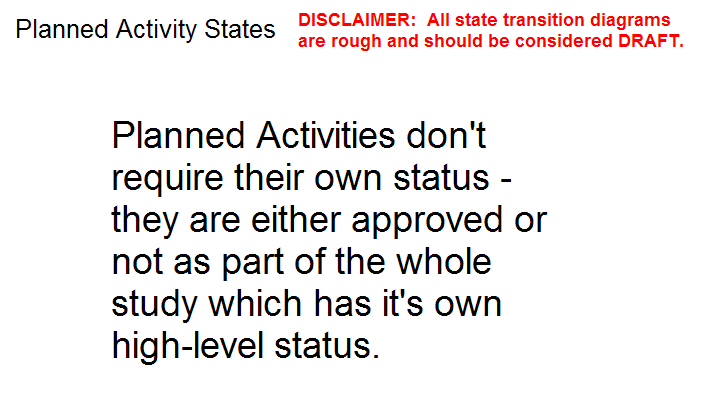 Planned Activity States
DISCLAIMER:  All state transition diagrams
are rough and should be considered DRAFT.
Planned Activities don't
require their own status -
they are either approved or
not as part of the whole
study which has it's own
high-level status.